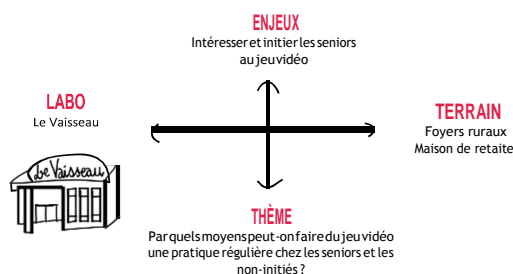 ENJEUX
Intéresser et initier les seniors
au jeu vidéo
LABO
Le Vaisseau
TERRAIN
Foyers ruraux
Maison de retaite
Le Vaisseau
THÈME
Par quels moyens peut-on faire du jeu vidéo
une pratique régulière chez les seniors et les
non-initiés ?